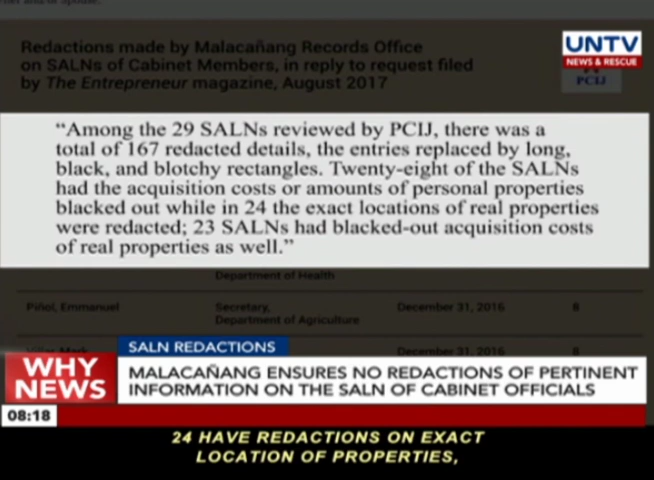 Redactions made by Malacañang Records Office
on SALNs of Cabinet Members, in reply to request filed
by The Entrepreneur magazine, August 2017
UNTV
NEWS & RESCUE
PCIJ
“Among the 29 SALNs reviewed by PCIJ, there was a
total of 167 redacted details, the entries replaced by long,
black, and blotchy rectangles. Twenty-eight of the SALNs
had the acquisition costs or amounts of personal properties
blacked out while in 24 the exact locations of real properties
were redacted; 23 SALNs had blacked-out acquisition costs
of real properties as well.”
Department of Health
Piñol, Emmanuel Secretary, December 31, 2016 8
Department of Agriculture
Villar, Mark December 31, 2016 8
SALN REDACTIONS
WHY
NEWS
MALACAÑANG ENSURES NO REDACTIONS OF PERTINENT
INFORMATION ON THE SALN OF CABINET OFFICIALS
08:18
24 HAVE REDACTIONS ON EXACT
LOCATION OF PROPERTIES,